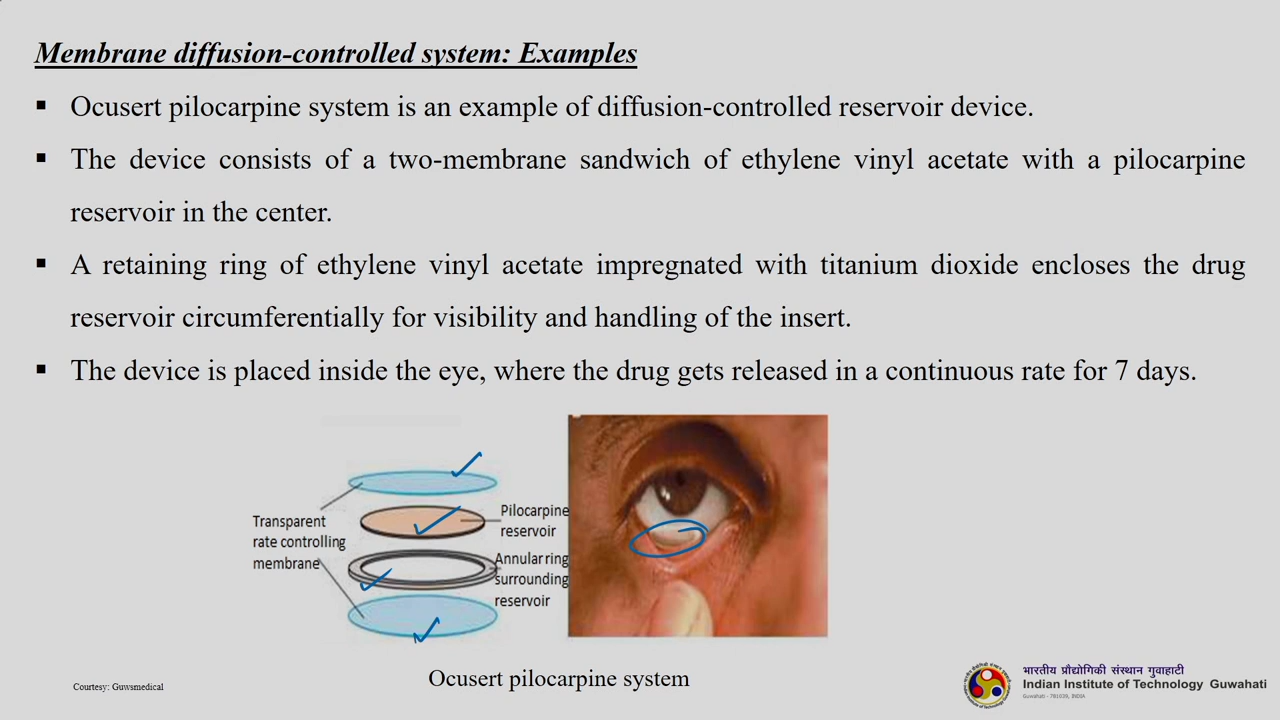 Membrane diffusion-controlled system: Examples
▪ Ocusert pilocarpine system is an example of diffusion-controlled reservoir device.
▪ The device consists of a two-membrane sandwich of ethylene vinyl acetate with a pilocarpine
reservoir in the center.
▪ A retaining ring of ethylene vinyl acetate impregnated with titanium dioxide encloses the drug
reservoir circumferentially for visibility and handling of the insert.
▪ The device is placed inside the eye, where the drug gets released in a continuous rate for 7 days.
Transparent
rate controlling
membrane
Pilocarpine
reservoir
Annular ring
surrounding
reservoir
Ocusert pilocarpine system
Courtesy: Guwsmedical
भारतीय प्रौद्योगिकी संस्थान गुवाहाटी
Indian Institute of Technology Guwahati
Guwahati - 781039, INDIA